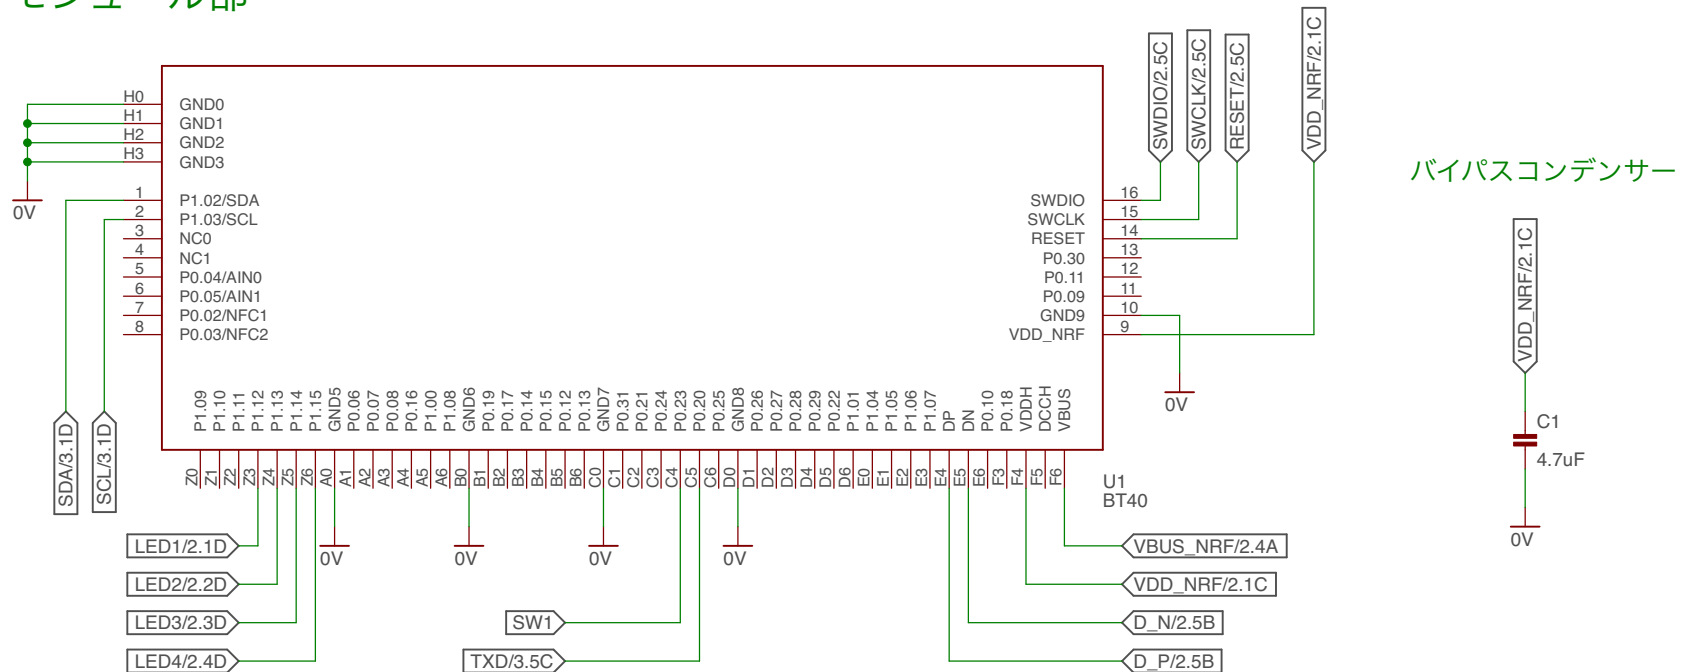 モジュール部
バイパスコンデンサー
SWDIO/2.5C
SWCLK/2.5C
RESET/2.5C
VDD_NRF/2.1C
H0 GND0
H1 GND1
H2 GND2
H3 GND3
0V
1 P1.02/SDA
2 P1.03/SCL
3 NC0
4 NC1
5 P0.04/AIN0
6 P0.05/AIN1
7 P0.02/NFC1
8 P0.03/NFC2
SWDIO 16
SWCLK 15
RESET 14
P0.30 13
P0.11 12
P0.09 11
GND9 10
VDD_NRF 9
0V
SDA/3.1D
SCL/3.1D
P1.09 P1.10 P1.11 P1.12 P1.13 P1.14 P1.15 GND5 P0.06 P0.07 P0.08 P0.16 P1.00 P1.08 GND6 P0.19 P0.17 P0.14 P0.15 P0.12 P0.13 GND7 P0.31 P0.21 P0.24 P0.23 P0.20 P0.25 GND8 P0.26 P0.27 P0.28 P0.29 P0.22 P1.01 P1.04 P1.05 P1.06 P1.07 DP DN P0.10 P0.18 VDDH DCCH VBUS
Z0 Z1 Z2 Z3 Z4 Z5 Z6 A0 A1 A2 A3 A4 A5 A6 B0 B1 B2 B3 B4 B5 B6 C0 C1 C2 C3 C4 C5 C6 D0 D1 D2 D3 D4 D5 D6 E0 E1 E2 E3 E4 E5 E6 F3 F4 F5 F6
U1
BT40
LED1/2.1D
LED2/2.2D
LED3/2.3D
LED4/2.4D
0V
0V
0V
0V
SW1
TXD/3.5C
VBUS_NRF/2.4A
VDD_NRF/2.1C
D_N/2.5B
D_P/2.5B
VDD_NRF/2.1C
C1
4.7uF
0V